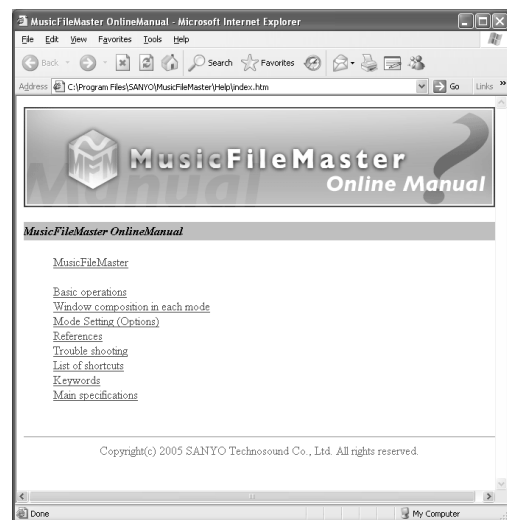 MusicFileMaster OnlineManual - Microsoft Internet Explorer
File Edit View Favorites Tools Help
Back Search Favorites
Address C:\Program Files\SANYO\MusicFileMaster\Help\index.htm Go Links »
Manual
MFM MusicFileMaster ?
Online Manual
MusicFileMaster OnlineManual
MusicFileMaster
Basic operations
Window composition in each mode
Mode Setting (Options)
References
Trouble shooting
List of shortcuts
Keywords
Main specifications
Copyright(c) 2005 SANYO Technosound Co., Ltd. All rights reserved.
Done My Computer